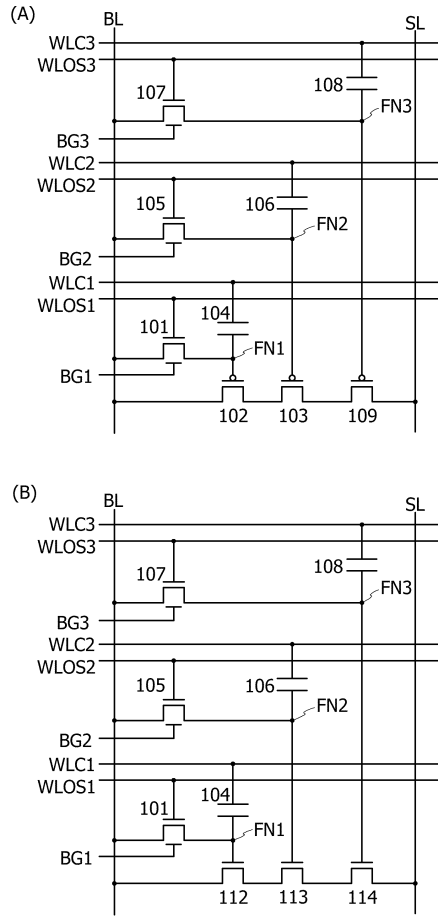 (A)
BL
SL
WLC3
WLOS3
107
108
FN3
BG3
WLC2
WLOS2
105
106
FN2
BG2
WLC1
WLOS1
101
104
FN1
BG1
102
103
109
(B)
BL
SL
WLC3
WLOS3
107
108
FN3
BG3
WLC2
WLOS2
105
106
FN2
BG2
WLC1
WLOS1
101
104
FN1
BG1
112
113
114